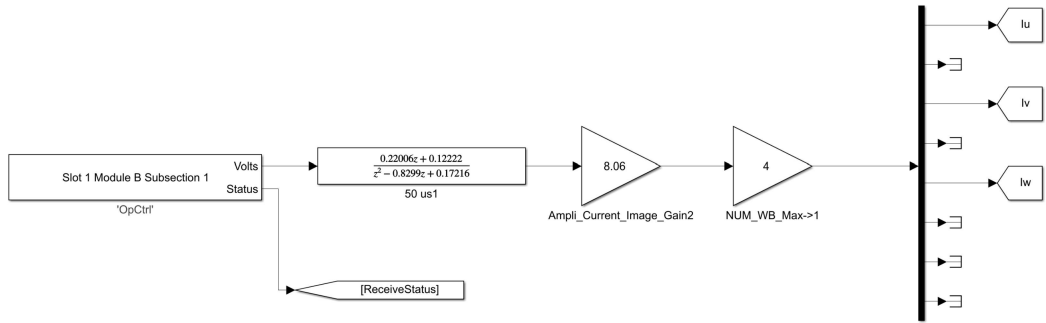 Iu
Iv
Volts
Slot 1 Module B Subsection 1
Status
'OpCtrl'
0.22006z + 0.12222
z² − 0.8299z + 0.17216
50 us1
8.06
Ampli_Current_Image_Gain2
4
NUM_WB_Max->1
Iw
[ReceiveStatus]